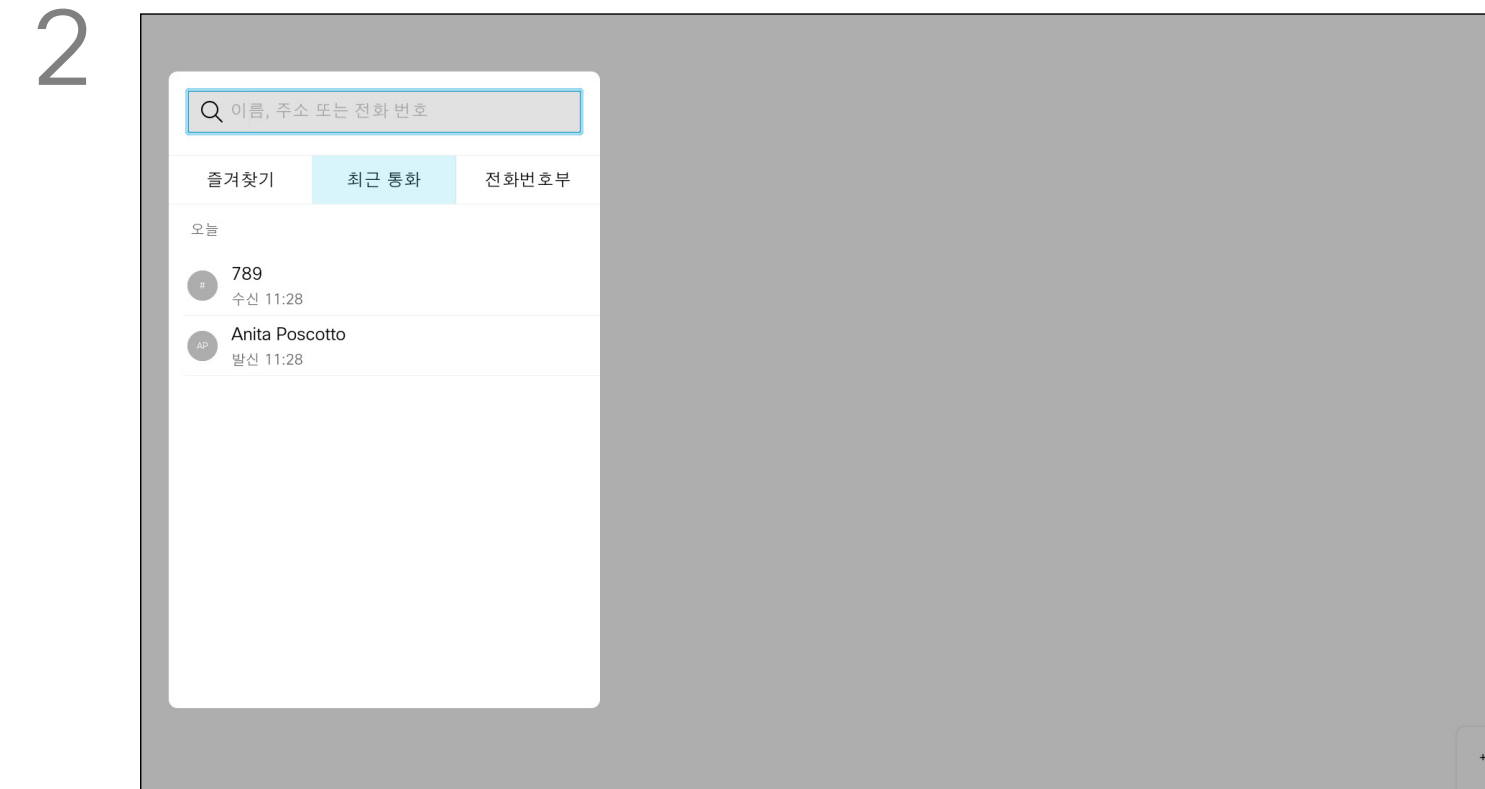 2
이름, 주소 또는 전화 번호
즐겨찾기 최근 통화 전화번호부
오늘
# 789
수신 11:28
AP Anita Poscotto
발신 11:28
+